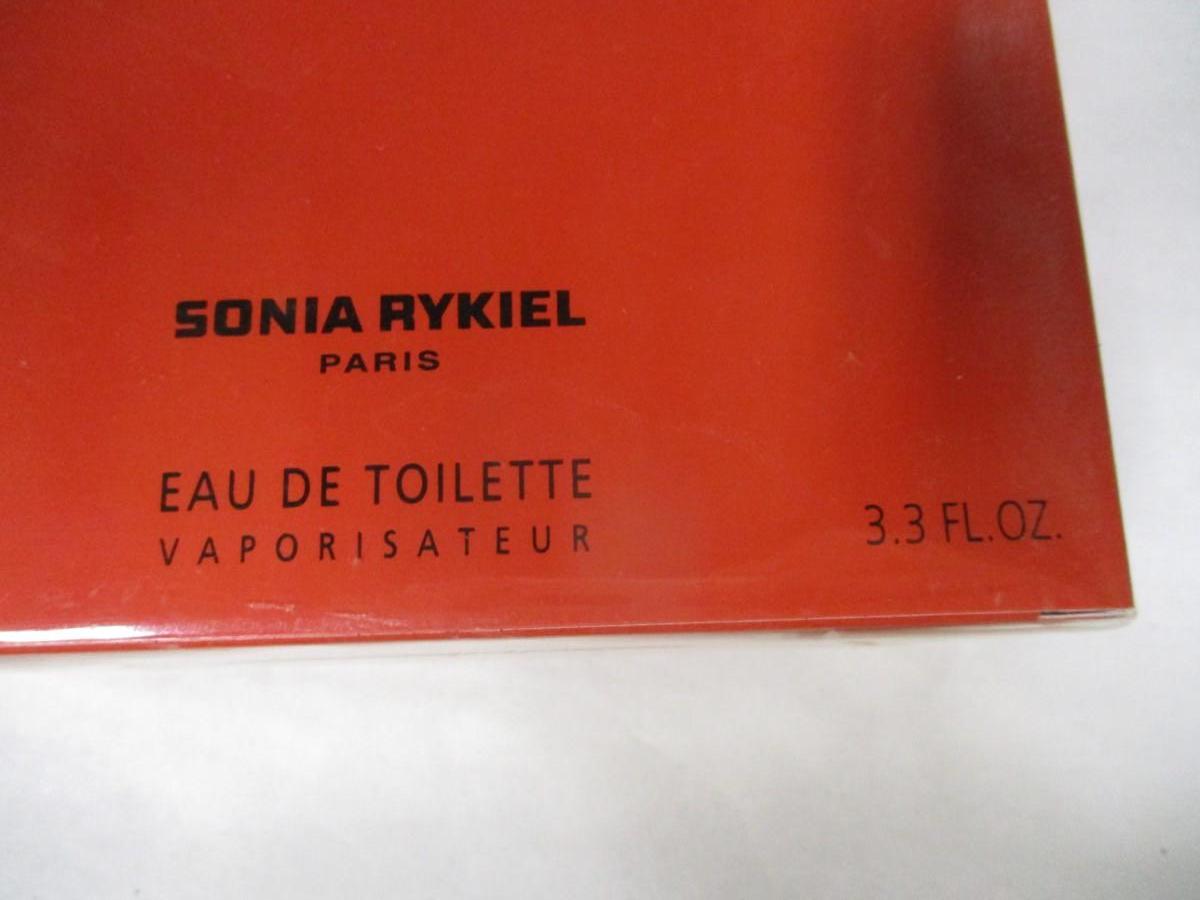 SONIA RYKIEL
PARIS
EAU DE TOILETTE
VAPORISATEUR
3.3 FL.OZ.